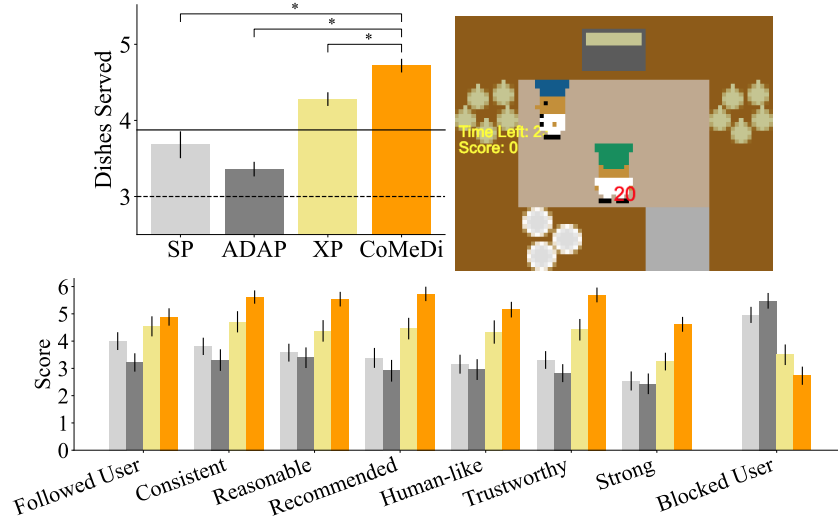 * 
*
*
5
4
3
Dishes Served
SP ADAP XP CoMeDi
Time Left: 2
Score: 0
20
6
5
4
3
2
1
0
Score
Followed User
Consistent
Reasonable
Recommended
Human-like
Trustworthy
Strong
Blocked User